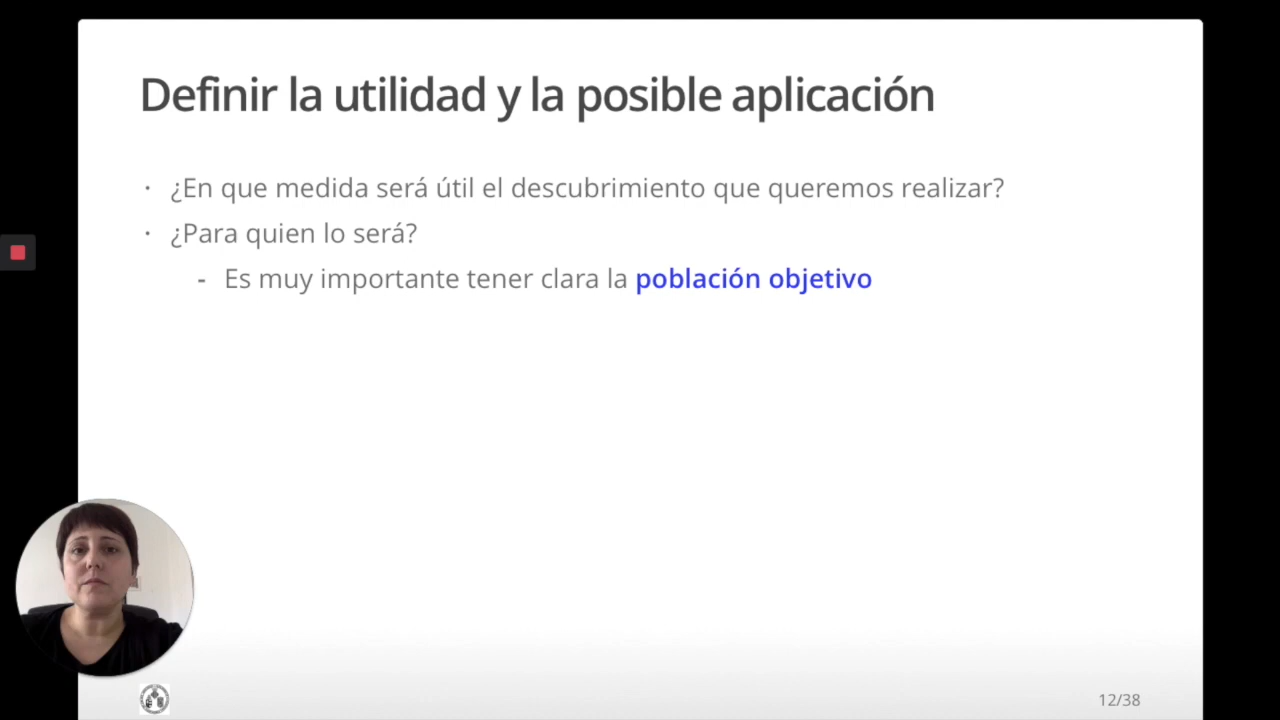 Definir la utilidad y la posible aplicación
· ¿En que medida será útil el descubrimiento que queremos realizar?
· ¿Para quien lo será?
- Es muy importante tener clara la población objetivo
12/38